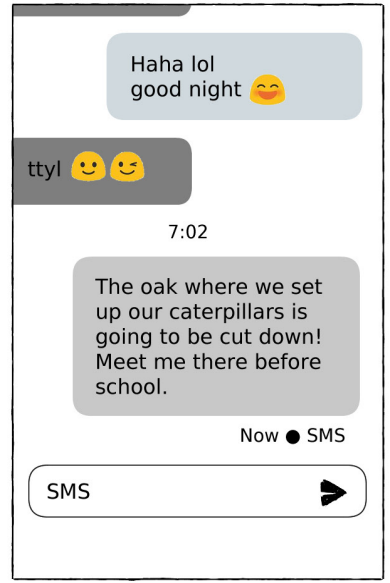 Haha lol
good night 😄
ttyl 🙂😉
7:02
The oak where we set
up our caterpillars is
going to be cut down!
Meet me there before
school.
Now ● SMS
SMS